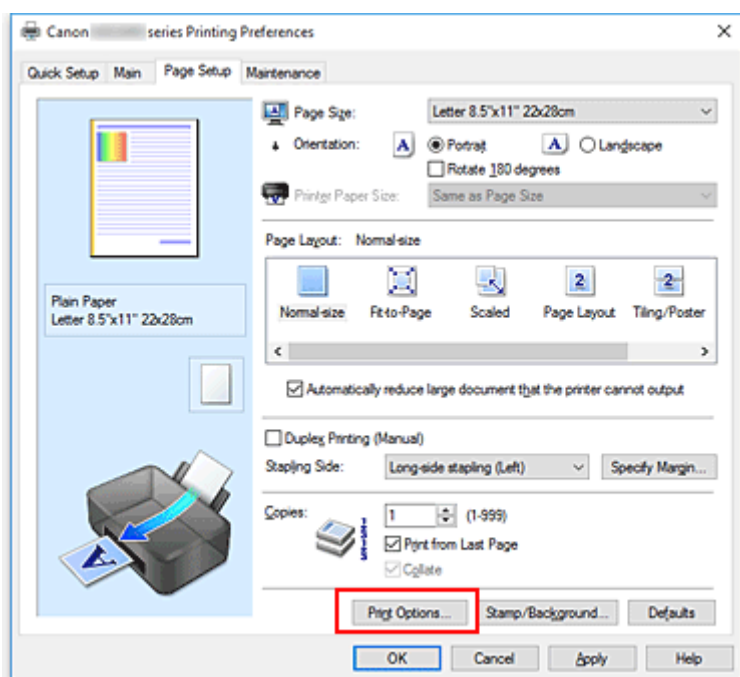 Canon series Printing Preferences
Quick Setup Main Page Setup Maintenance
Page Size: Letter 8.5"x11" 22x28cm
Orientation: A Portrait A Landscape
Rotate 180 degrees
Printer Paper Size: Same as Page Size
Page Layout: Normal-size
2 2
Normal-size Fit-to-Page Scaled Page Layout Tiling/Poster
Plain Paper
Letter 8.5"x11" 22x28cm
Automatically reduce large document that the printer cannot output
Duplex Printing (Manual)
Stapling Side: Long-side stapling (Left) Specify Margin...
Copies: 1 (1-999)
Print from Last Page
Collate
A
Print Options... Stamp/Background... Defaults
OK Cancel Apply Help